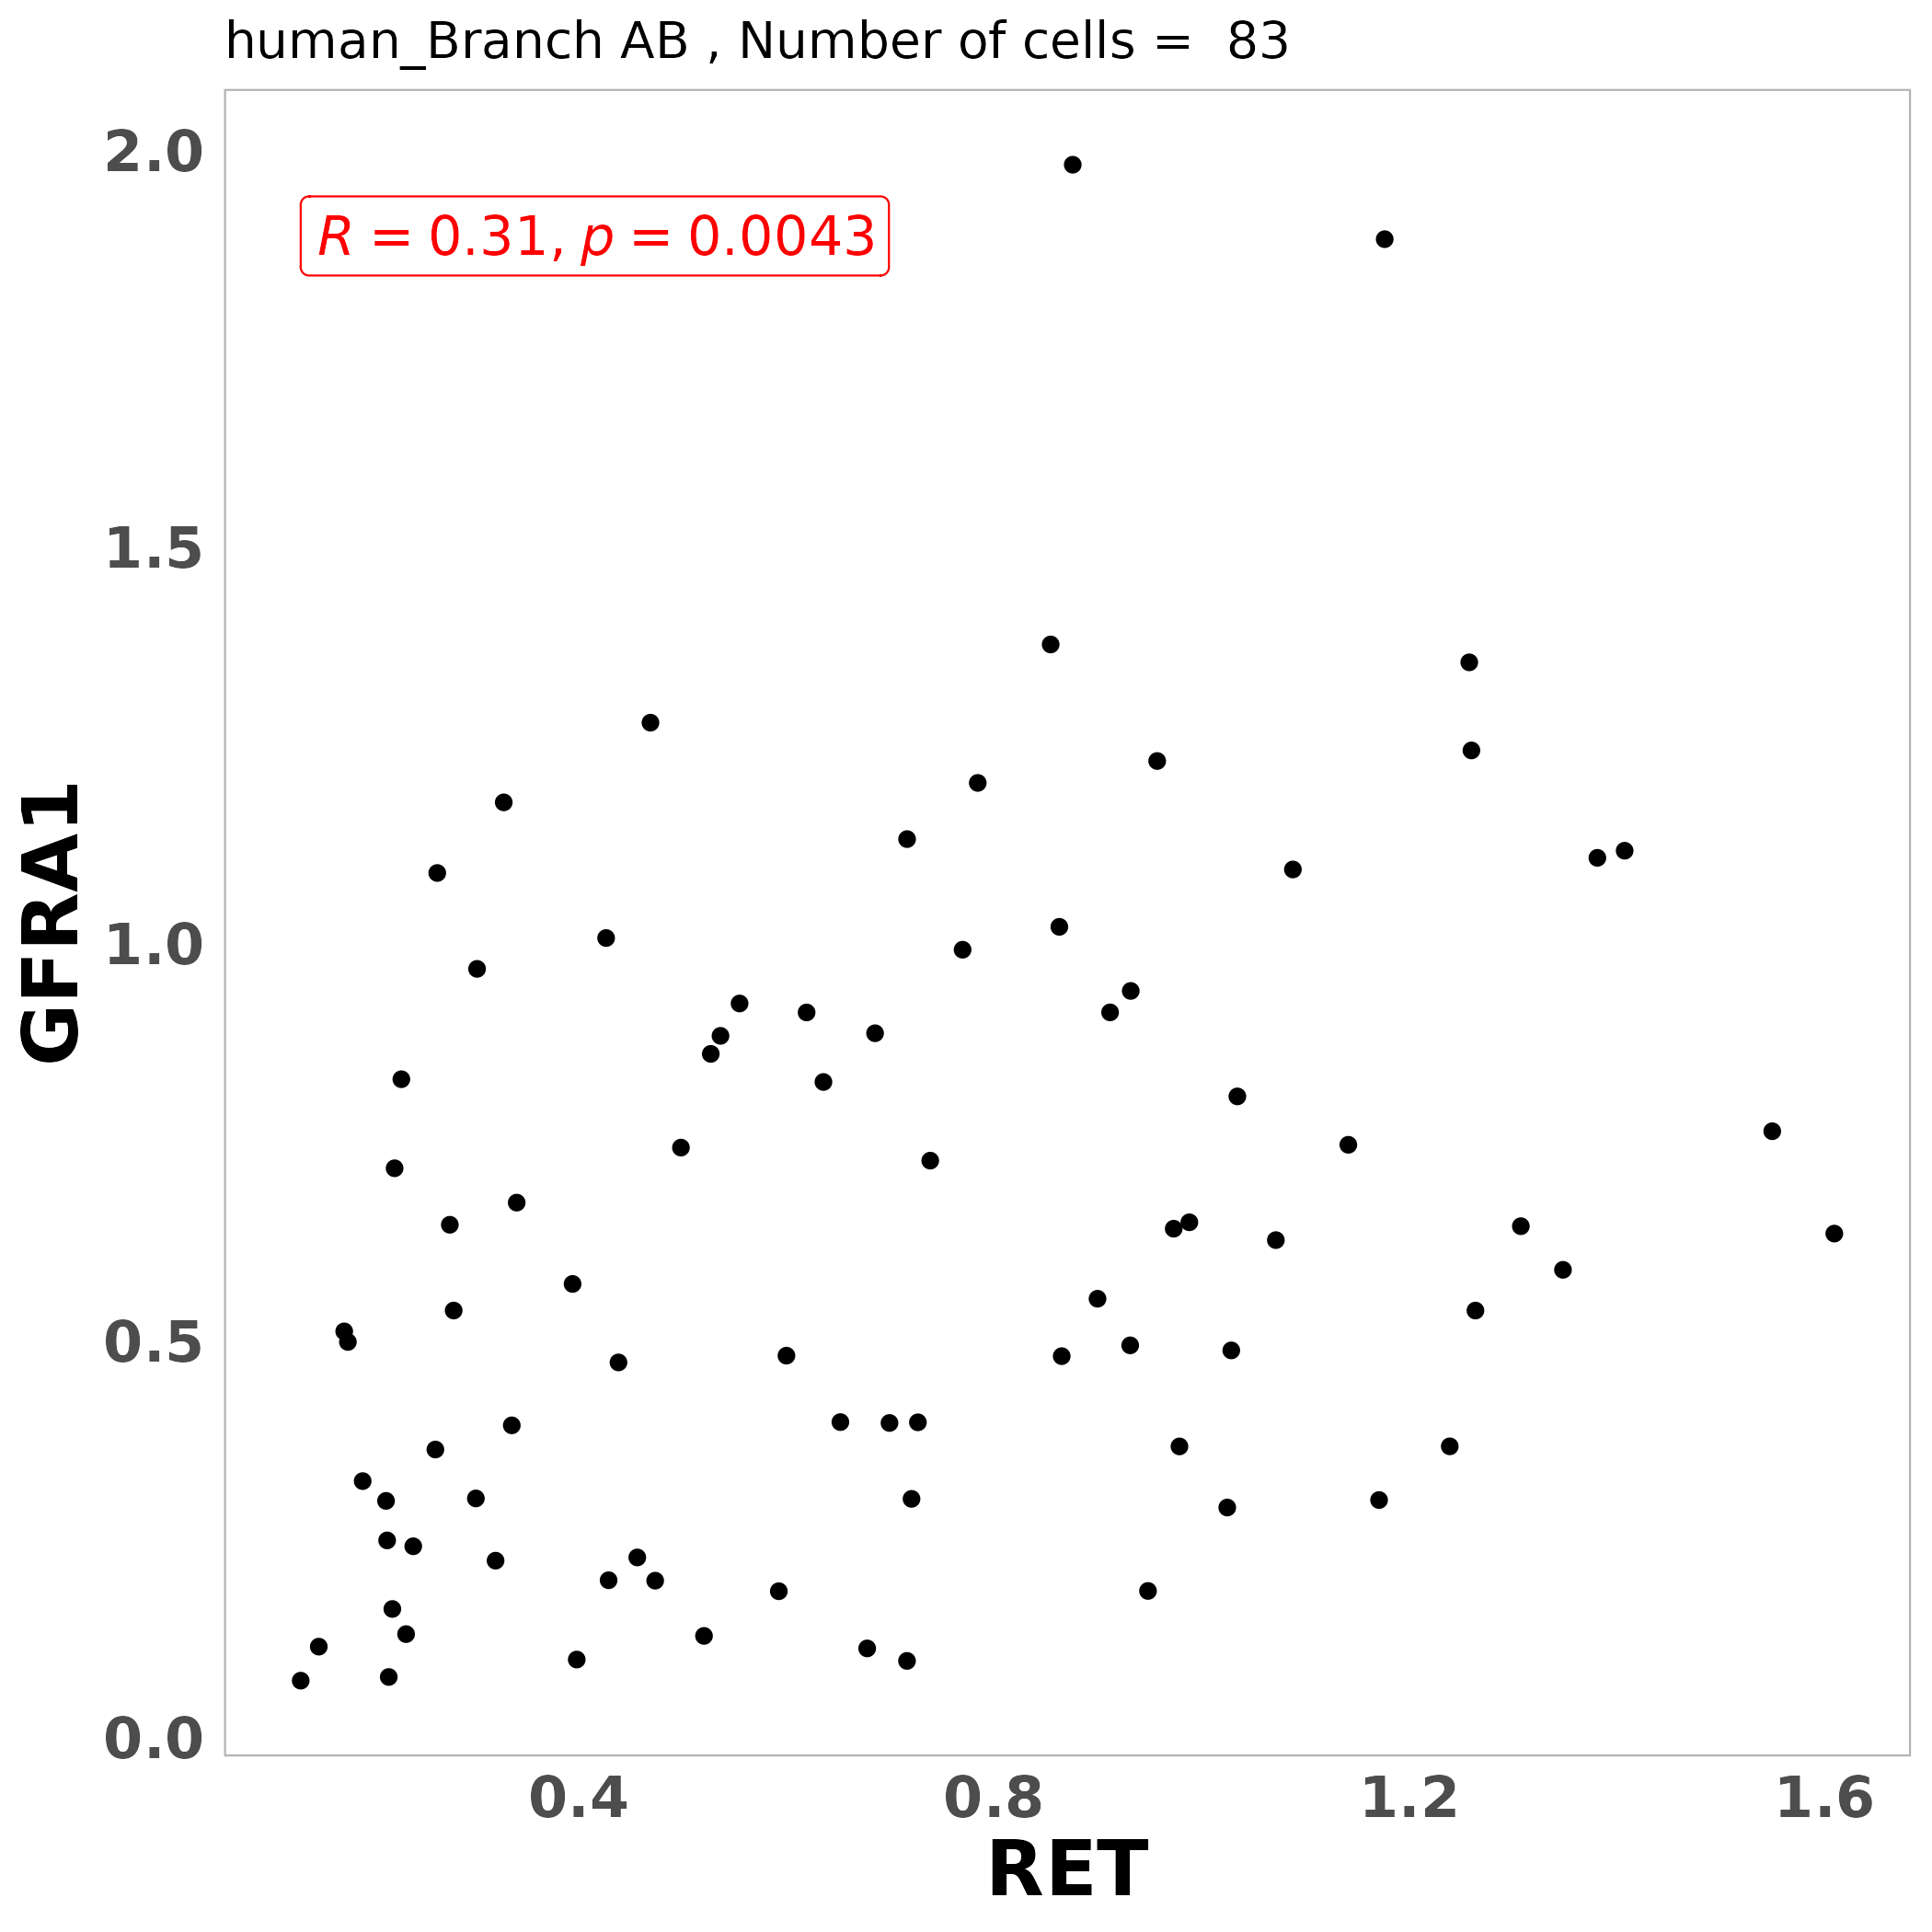 human_Branch AB , Number of cells =  83
2.0
R = 0.31, p = 0.0043
1.5
1.0
0.5
0.0
GFRA1
0.4 0.8 1.2 1.6
RET